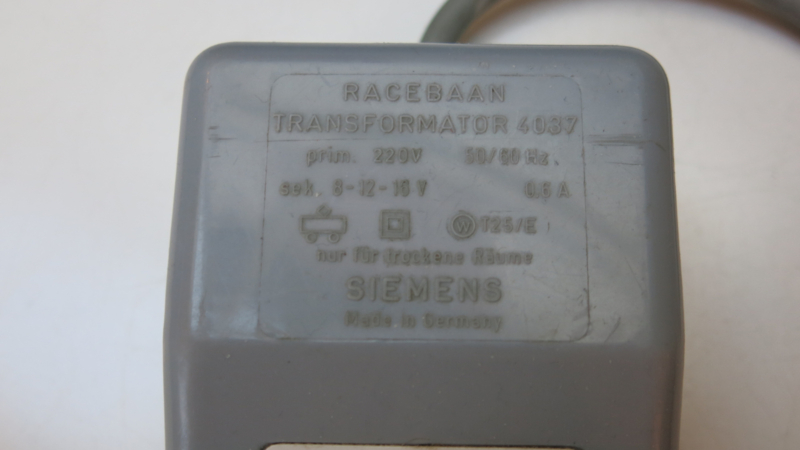 RACEBAAN
TRANSFORMATOR 4037
prim. 220V 50/60 Hz.
sek. 8-12-16 V 0.6 A
W T25/E
nur für trockene Räume
SIEMENS
Made in Germany